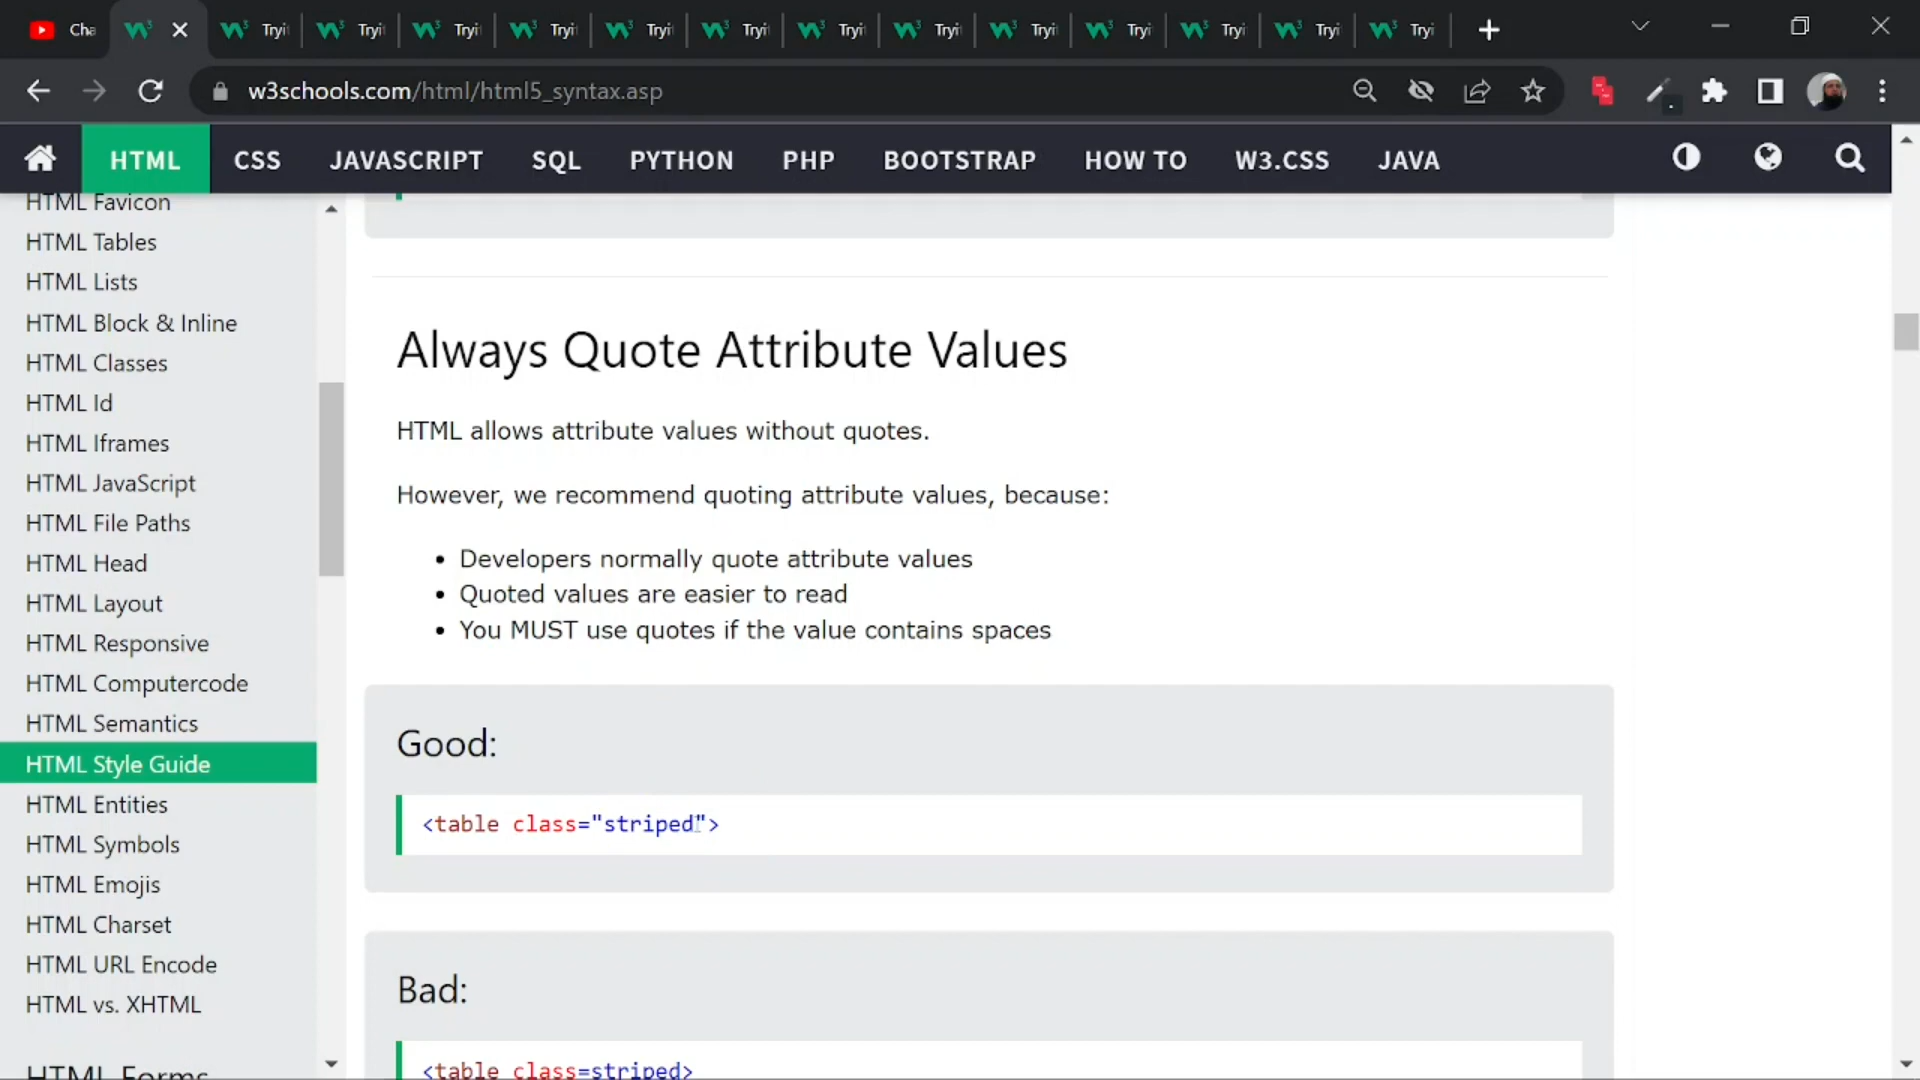 Cha
Tryi
Tryi
Tryi
Tryi
Tryi
Tryi
Tryi
Tryi
Tryi
Tryi
Tryi
Tryi
Tryi
w3schools.com/html/html5_syntax.asp
HTML CSS JAVASCRIPT SQL PYTHON PHP BOOTSTRAP HOW TO W3.CSS JAVA
HTML Favicon
HTML Tables
HTML Lists
HTML Block & Inline
HTML Classes
HTML Id
HTML Iframes
HTML JavaScript
HTML File Paths
HTML Head
HTML Layout
HTML Responsive
HTML Computercode
HTML Semantics
HTML Style Guide
HTML Entities
HTML Symbols
HTML Emojis
HTML Charset
HTML URL Encode
HTML vs. XHTML
HTML Forms
Always Quote Attribute Values
HTML allows attribute values without quotes.
However, we recommend quoting attribute values, because:
• Developers normally quote attribute values
• Quoted values are easier to read
• You MUST use quotes if the value contains spaces
Good:
<table class="striped">
Bad:
<table class=striped>